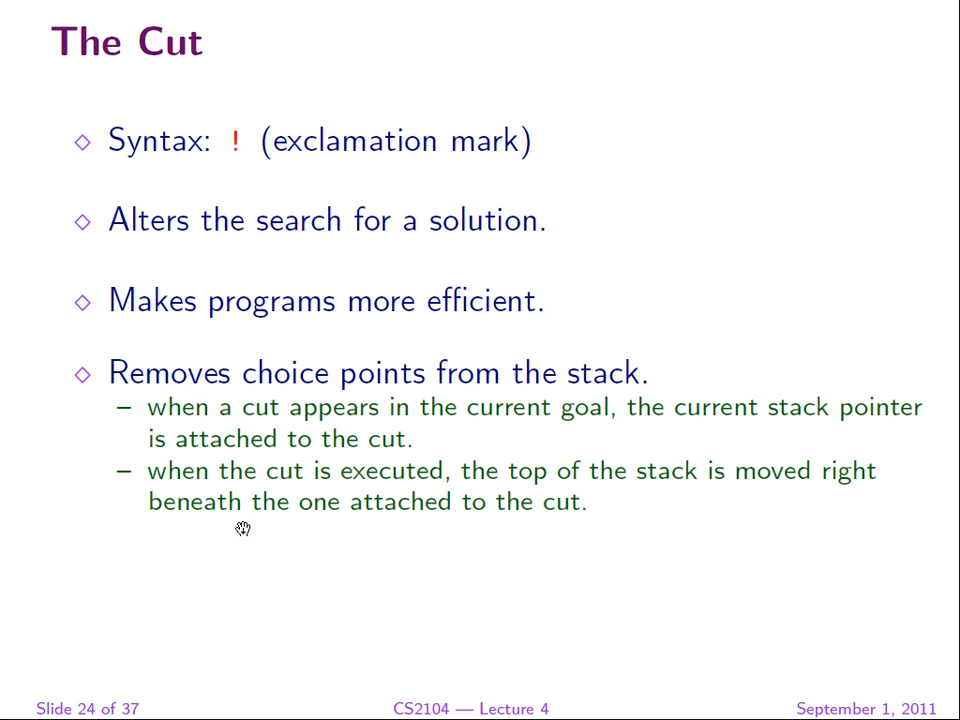 The Cut
◇ Syntax: ! (exclamation mark)
◇ Alters the search for a solution.
◇ Makes programs more efficient.
◇ Removes choice points from the stack.
– when a cut appears in the current goal, the current stack pointer
is attached to the cut.
– when the cut is executed, the top of the stack is moved right
beneath the one attached to the cut.
Slide 24 of 37 CS2104 — Lecture 4 September 1, 2011